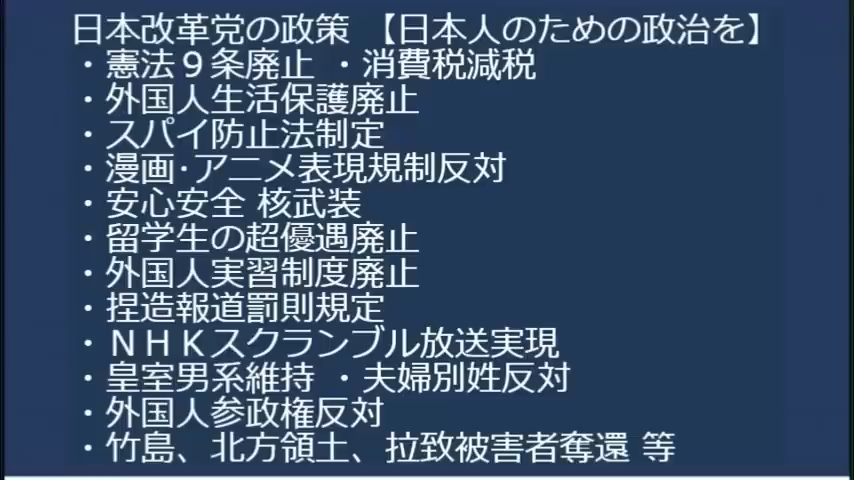 日本改革党の政策 【日本人のための政治を】
・憲法９条廃止 ・消費税減税
・外国人生活保護廃止
・スパイ防止法制定
・漫画･アニメ表現規制反対
・安心安全 核武装
・留学生の超優遇廃止
・外国人実習制度廃止
・捏造報道罰則規定
・ＮＨＫスクランブル放送実現
・皇室男系維持 ・夫婦別姓反対
・外国人参政権反対
・竹島、北方領土、拉致被害者奪還 等